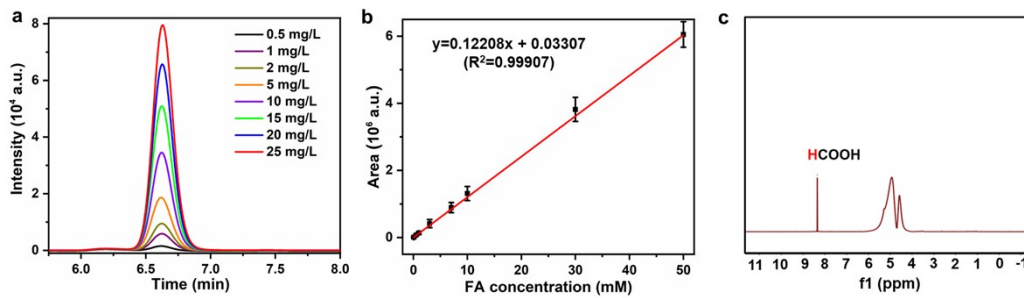 a
Intensity (10⁴ a.u.)
8
6
4
2
0
0.5 mg/L
1 mg/L
2 mg/L
5 mg/L
10 mg/L
15 mg/L
20 mg/L
25 mg/L
6.0 6.5 7.0 7.5 8.0
Time (min)
b
Area (10⁶ a.u.)
6
4
2
0
y=0.12208x + 0.03307
(R²=0.99907)
0 10 20 30 40 50
FA concentration (mM)
c
HCOOH
11 10 9 8 7 6 5 4 3 2 1 0 -1
f1 (ppm)